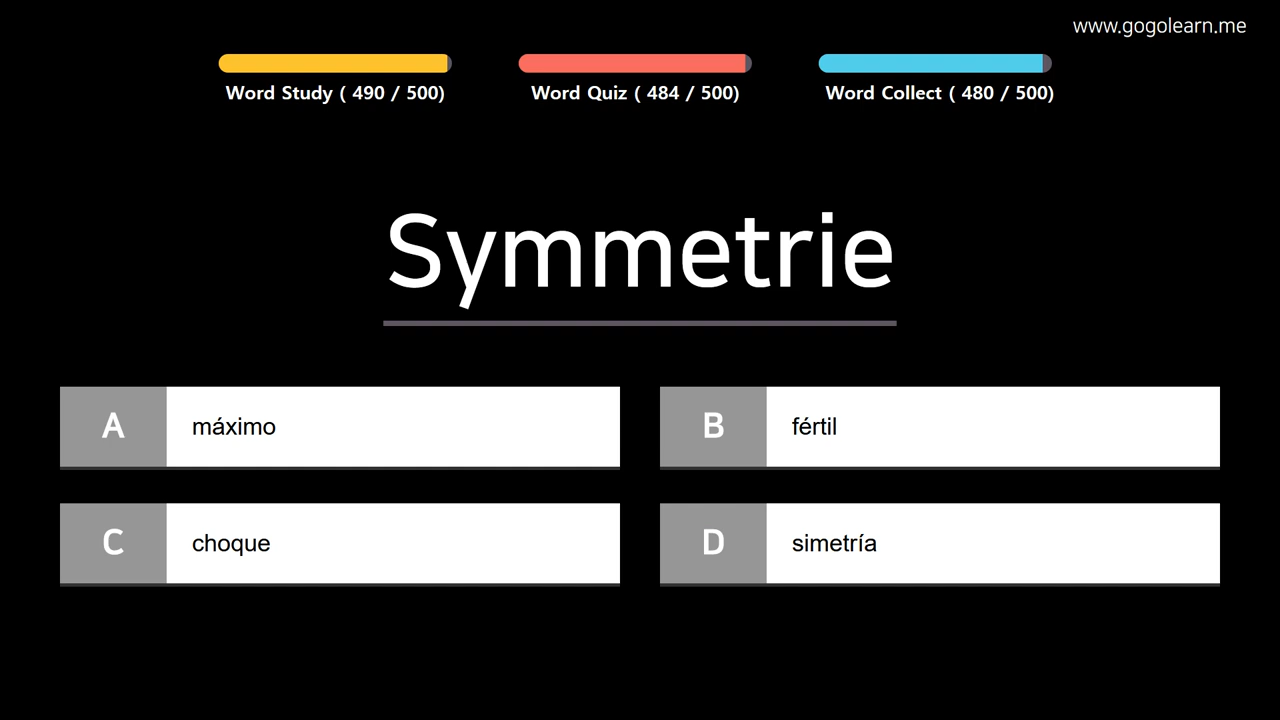 www.gogolearn.me
Word Study ( 490 / 500)
Word Quiz ( 484 / 500)
Word Collect ( 480 / 500)
Symmetrie
A
máximo
B
fértil
C
choque
D
simetría